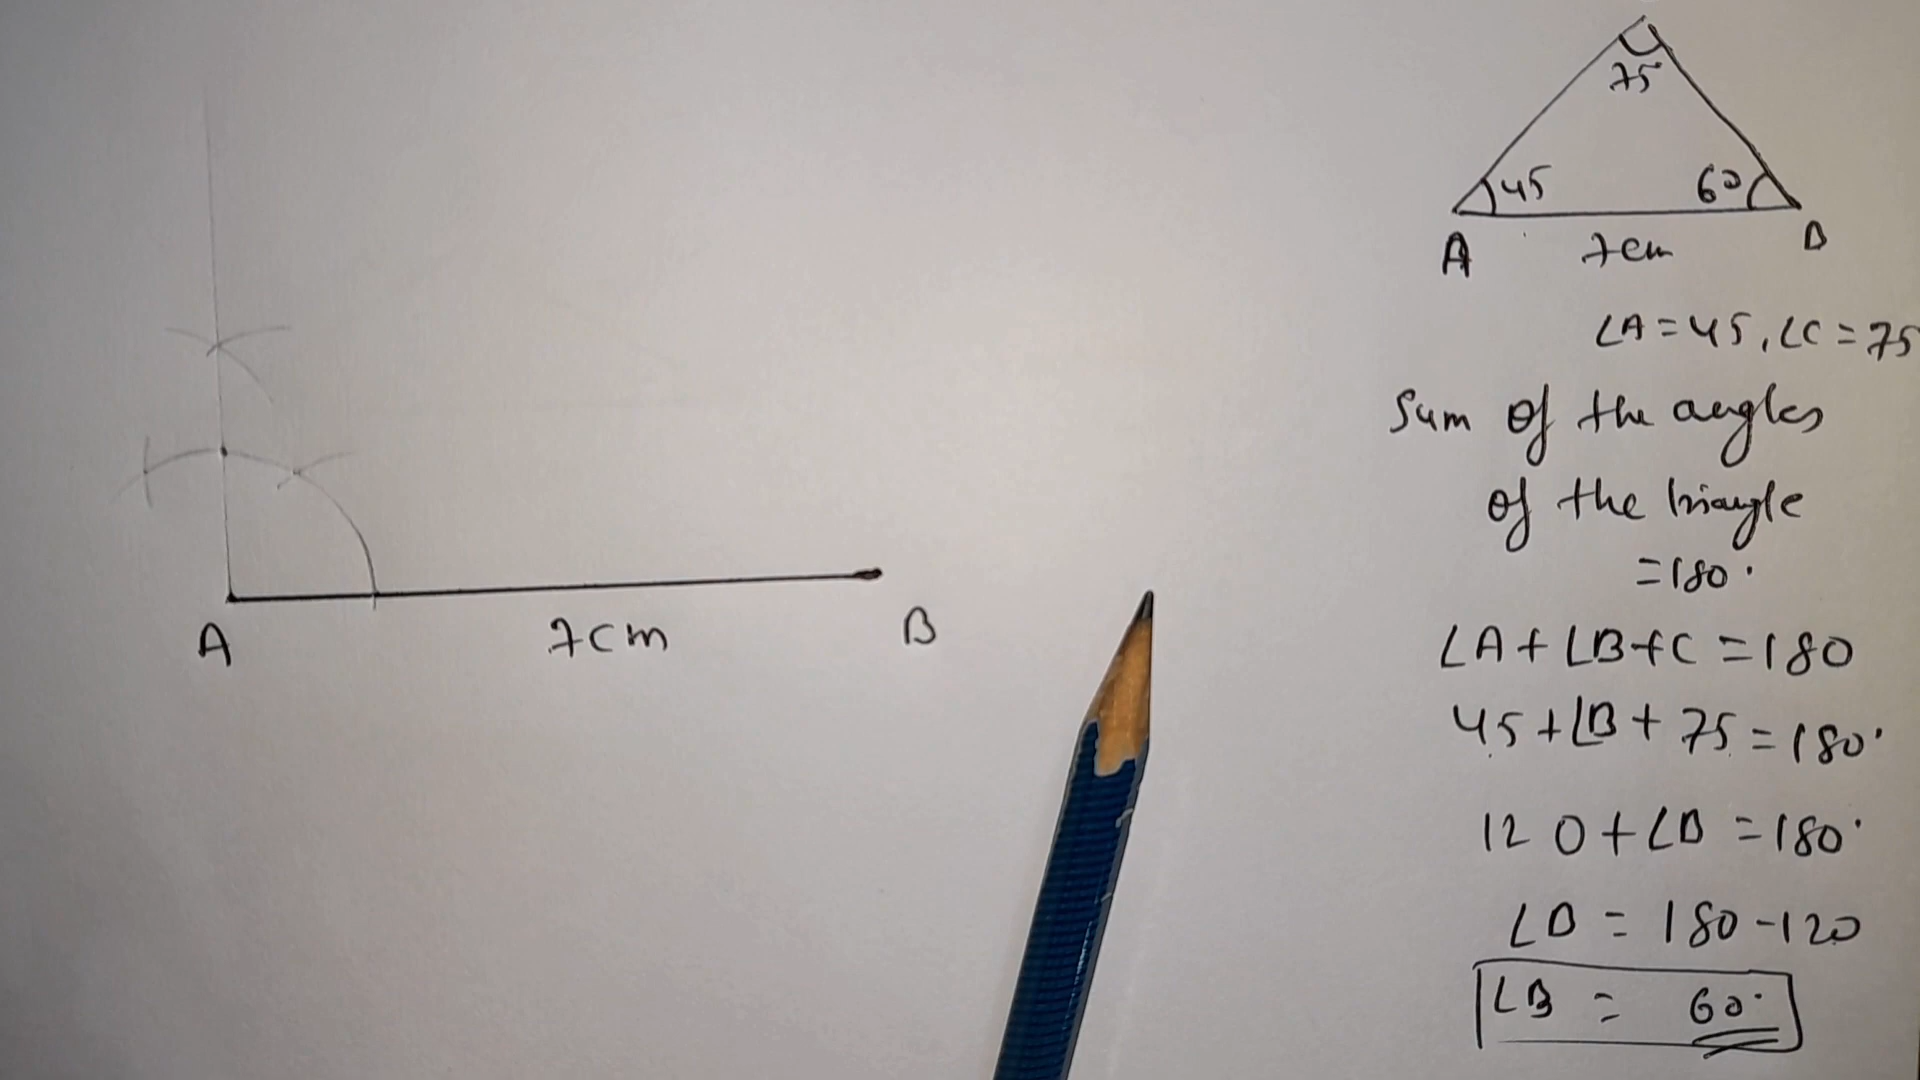 75
45 60
A 7cm B
∠A=45, ∠C=75
Sum of the angles
of the triangle
=180°
∠A+∠B+C=180
45+∠B+75=180°
120+∠B=180°
∠B=180-120
∠B = 60°
A 7cm B